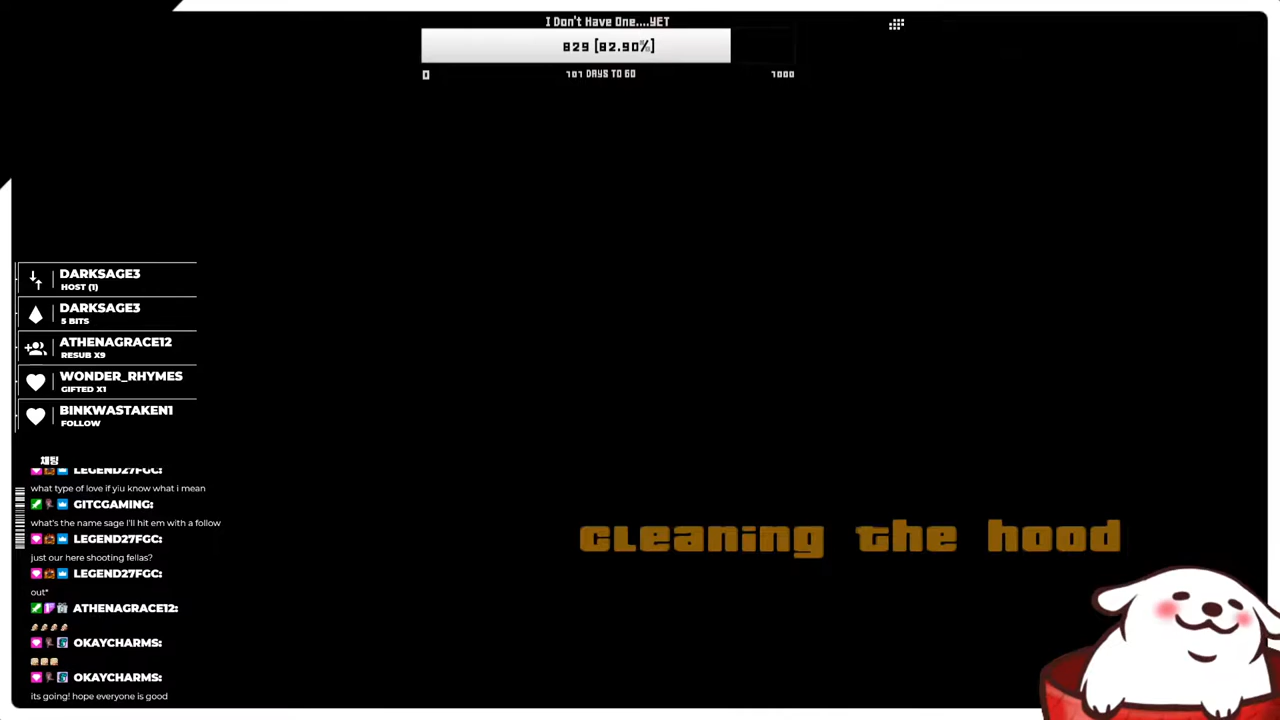 I Don't Have One....YET
829 [82.90%]
0
101 DAYS TO GO
1000
DARKSAGE3
HOST (1)
DARKSAGE3
5 BITS
ATHENAGRACE12
RESUB X9
WONDER_RHYMES
GIFTED X1
BINKWASTAKEN1
FOLLOW
채팅
LEGEND27FGC:
what type of love if yiu know what i mean
GITCGAMING:
what's the name sage I'll hit em with a follow
LEGEND27FGC:
just our here shooting fellas?
LEGEND27FGC:
out*
ATHENAGRACE12:
OKAYCHARMS:
OKAYCHARMS:
its going! hope everyone is good
cleaning the hood